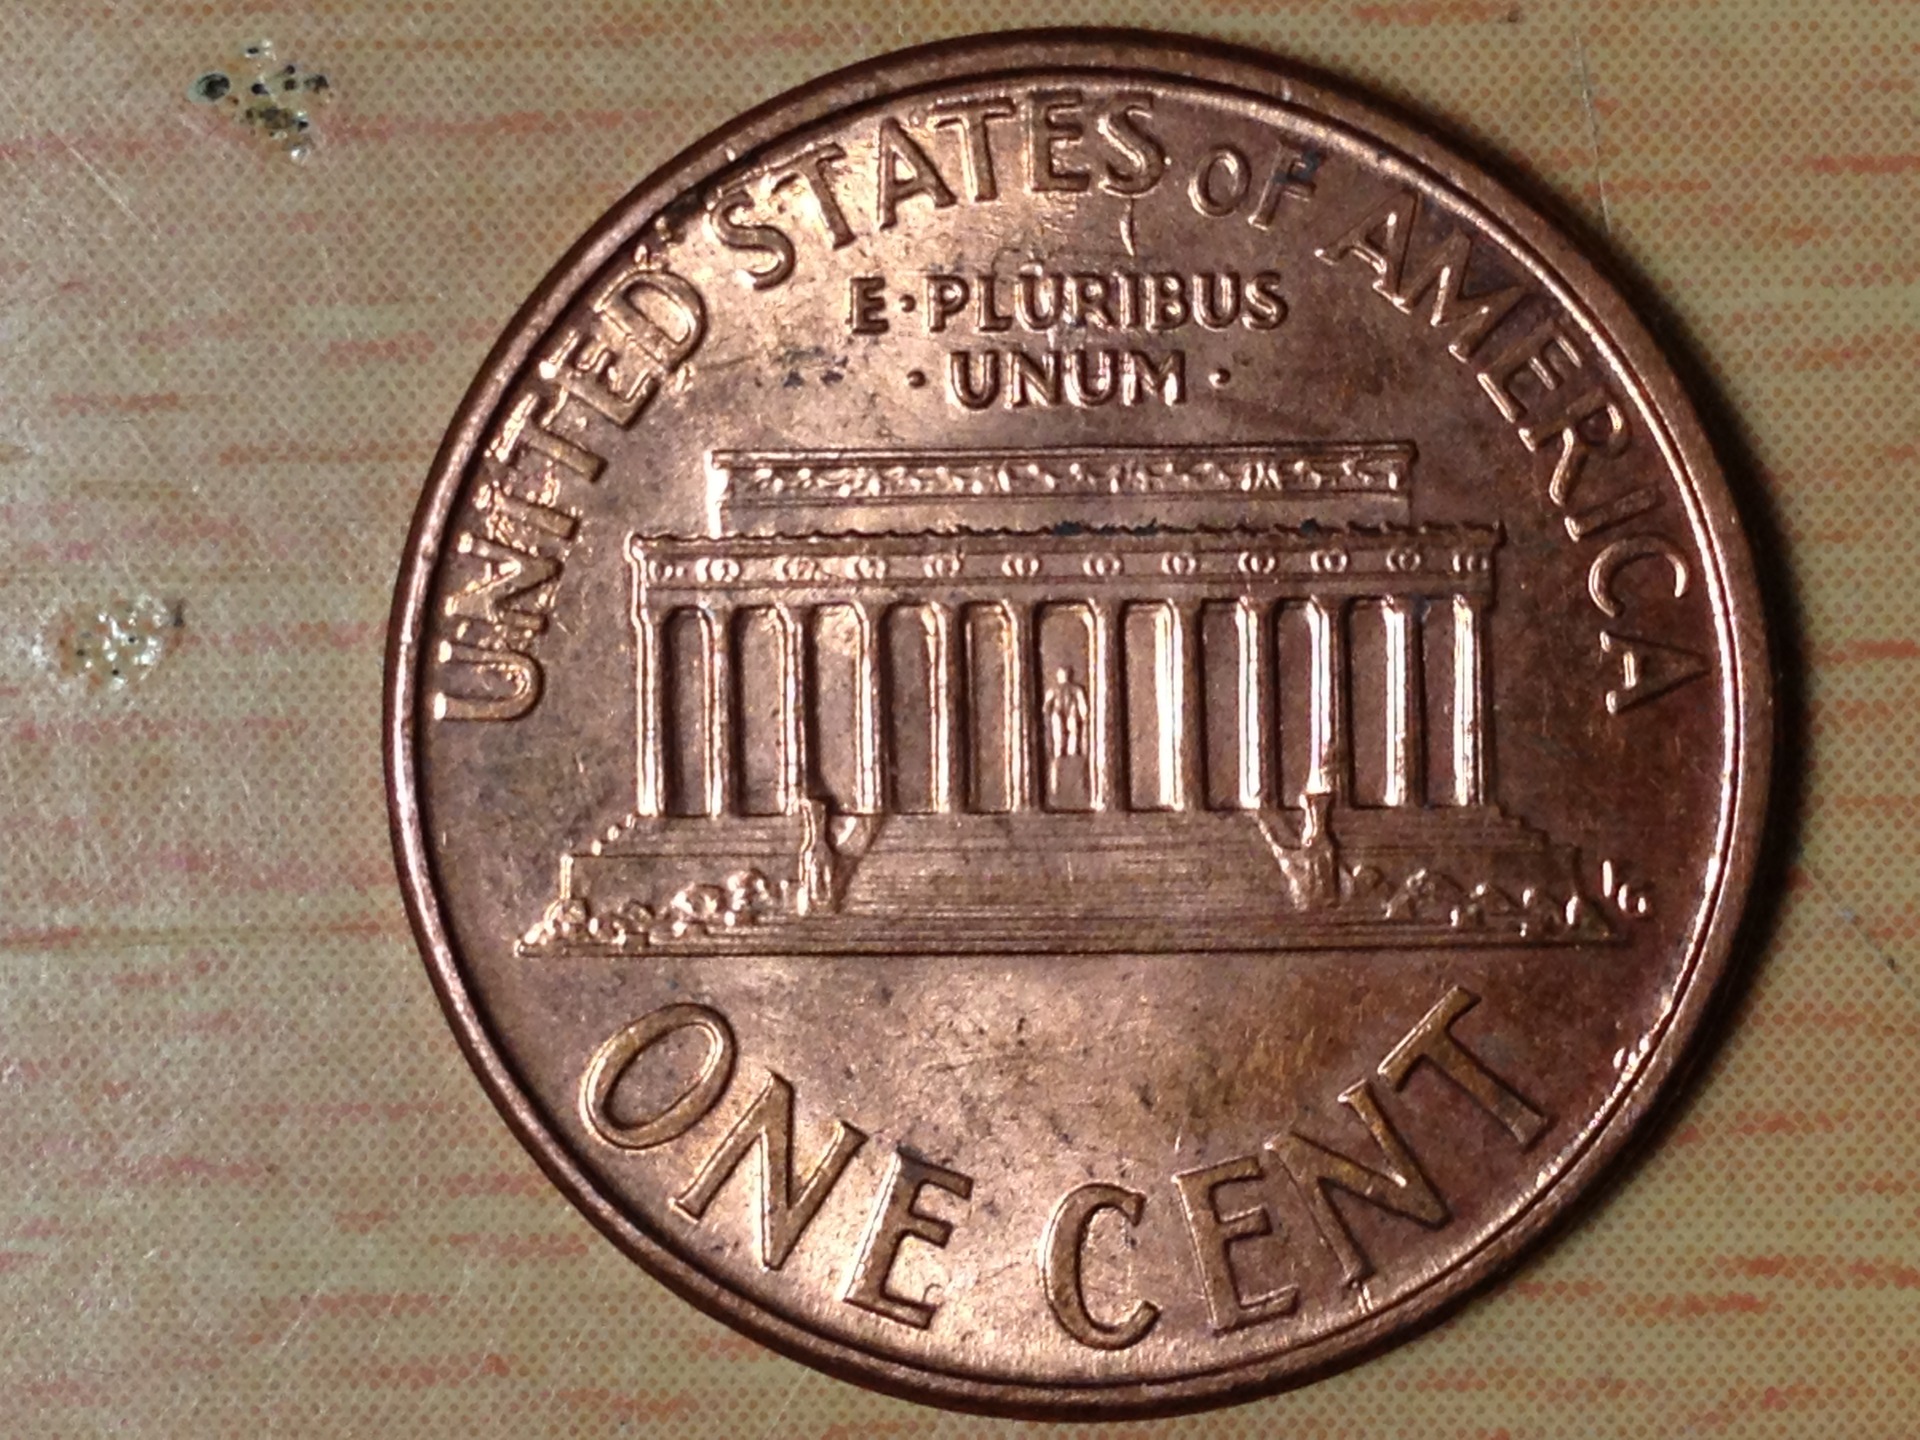 UNITED STATES OF AMERICA
E·PLURIBUS
·UNUM·
ONE CENT